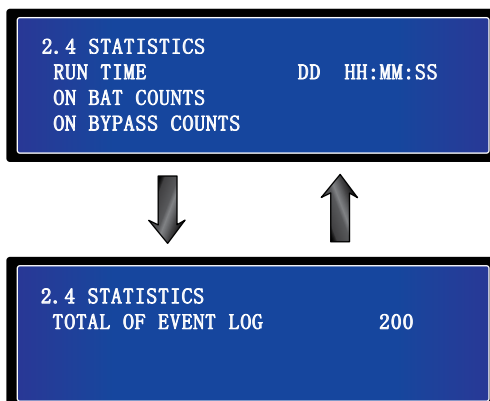 2.4 STATISTICS
RUN TIME DD HH:MM:SS
ON BAT COUNTS
ON BYPASS COUNTS
2.4 STATISTICS
TOTAL OF EVENT LOG 200